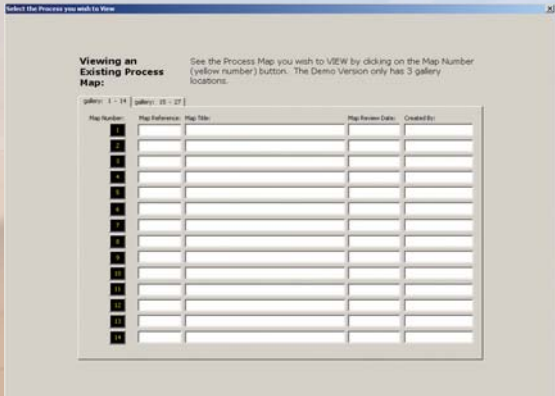 Select the Process you wish to View
Viewing an
Existing Process
Map:
See the Process Map you wish to VIEW by clicking on the Map Number
(yellow number) button. The Demo Version only has 3 gallery
locations.
gallery: 1 - 14 gallery: 15 - 27
Map Number: Map Reference: Map Title: Map Review Date: Created By:
1
2
3
4
5
6
7
8
9
10
11
12
13
14